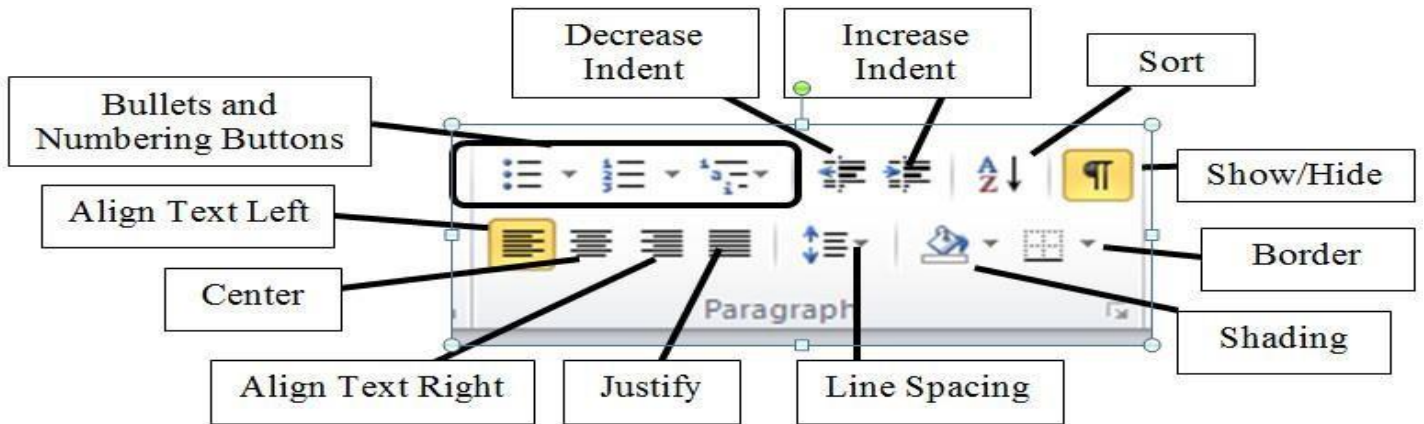 Decrease
Indent
Increase
Indent
Sort
Bullets and
Numbering Buttons
Show/Hide
Align Text Left
Border
Center
Paragraph
Shading
Align Text Right
Justify
Line Spacing